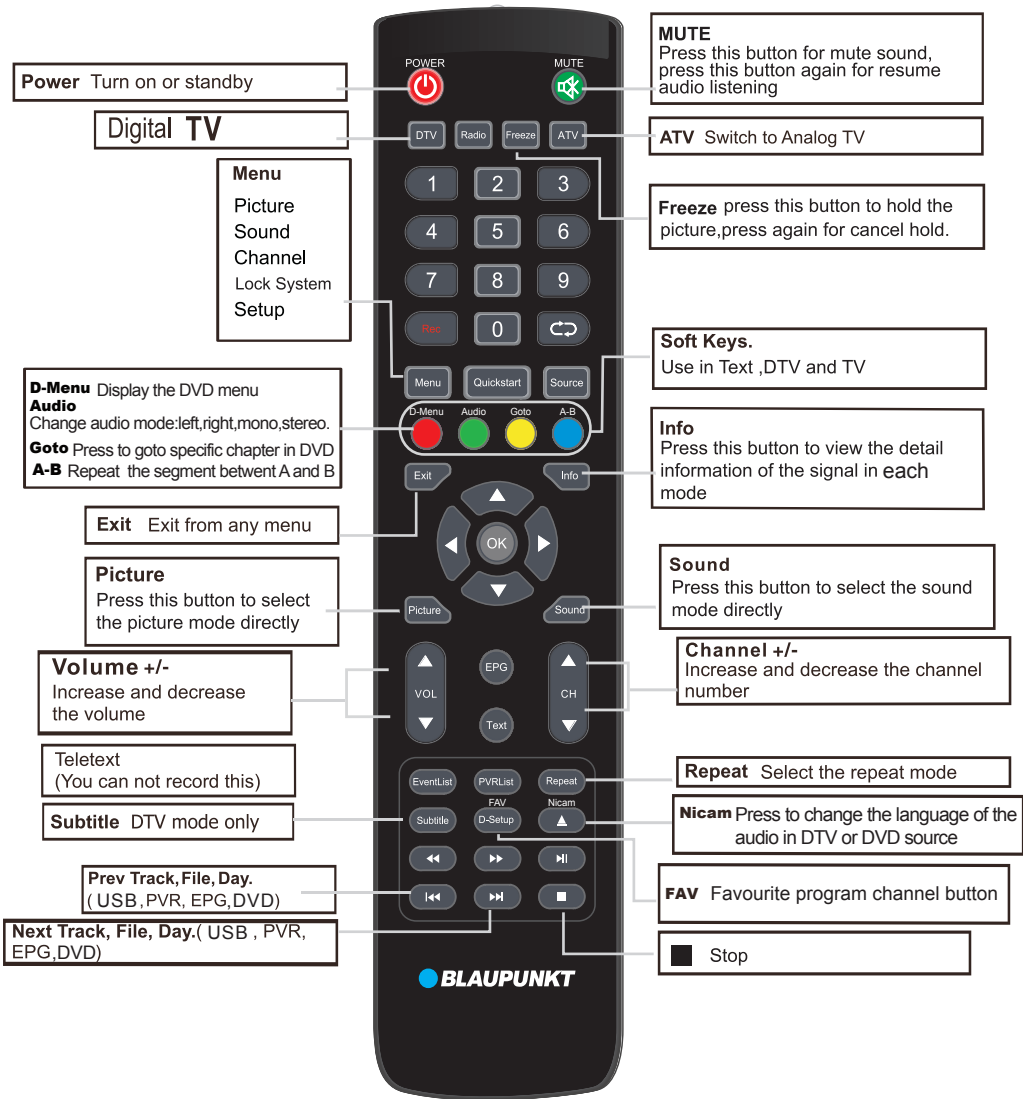 POWER
MUTE
MUTE
Press this button for mute sound,
press this button again for resume
audio listening
Power Turn on or standby
Digital TV
DTV
Radio
Freeze
ATV
ATV Switch to Analog TV
Menu
Picture
Sound
Channel
Lock System
Setup
1
2
3
4
5
6
7
8
9
Rec
0
Freeze press this button to hold the
picture,press again for cancel hold.
Menu
Quickstart
Source
Soft Keys.
Use in Text ,DTV and TV
D-Menu Display the DVD menu
Audio
Change audio mode:left,right,mono,stereo.
Goto Press to goto specific chapter in DVD
A-B Repeat the segment betwent A and B
D-Menu
Audio
Goto
A-B
Info
Press this button to view the detail
information of the signal in each
mode
Exit
Info
Exit Exit from any menu
OK
Picture
Press this button to select
the picture mode directly
Picture
Sound
Sound
Press this button to select the sound
mode directly
Volume +/-
Increase and decrease
the volume
VOL
EPG
CH
Text
Channel +/-
Increase and decrease the channel
number
Teletext
(You can not record this)
EventList
PVRList
Repeat
Repeat Select the repeat mode
Subtitle DTV mode only
Subtitle
FAV
D-Setup
Nicam
Nicam Press to change the language of the
audio in DTV or DVD source
Prev Track,File,Day.
( USB ,PVR, EPG,DVD)
FAV Favourite program channel button
Next Track, File, Day.( USB , PVR,
EPG,DVD)
Stop
BLAUPUNKT